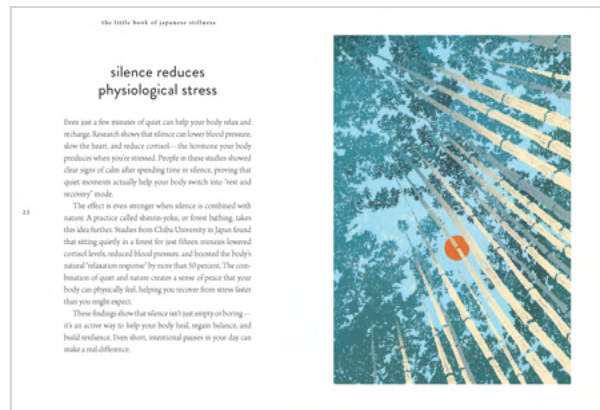 the little book of japanese stillness
silence reduces
physiological stress
Even just a few minutes of quiet can help your body relax and
recharge. Research shows that silence can lower blood pressure,
slow the heart, and reduce cortisol—the hormone your body
produces when you're stressed. People in these studies showed
clear signs of calm after spending time in silence, proving that
quiet moments actually help your body switch into "rest and
recovery" mode.
The effect is even stronger when silence is combined with
nature. A practice called shinrin-yoku, or forest bathing, takes
this idea further. Studies from Chiba University in Japan found
that sitting quietly in a forest for just fifteen minutes lowered
cortisol levels, reduced blood pressure, and boosted the body's
natural "relaxation response" by more than 50 percent. The com-
bination of quiet and nature creates a sense of peace that your
body can physically feel, helping you recover from stress faster
than you might expect.
These findings show that silence isn't just empty or boring—
it's an active way to help your body heal, regain balance, and
build resilience. Even short, intentional pauses in your day can
make a real difference.
22